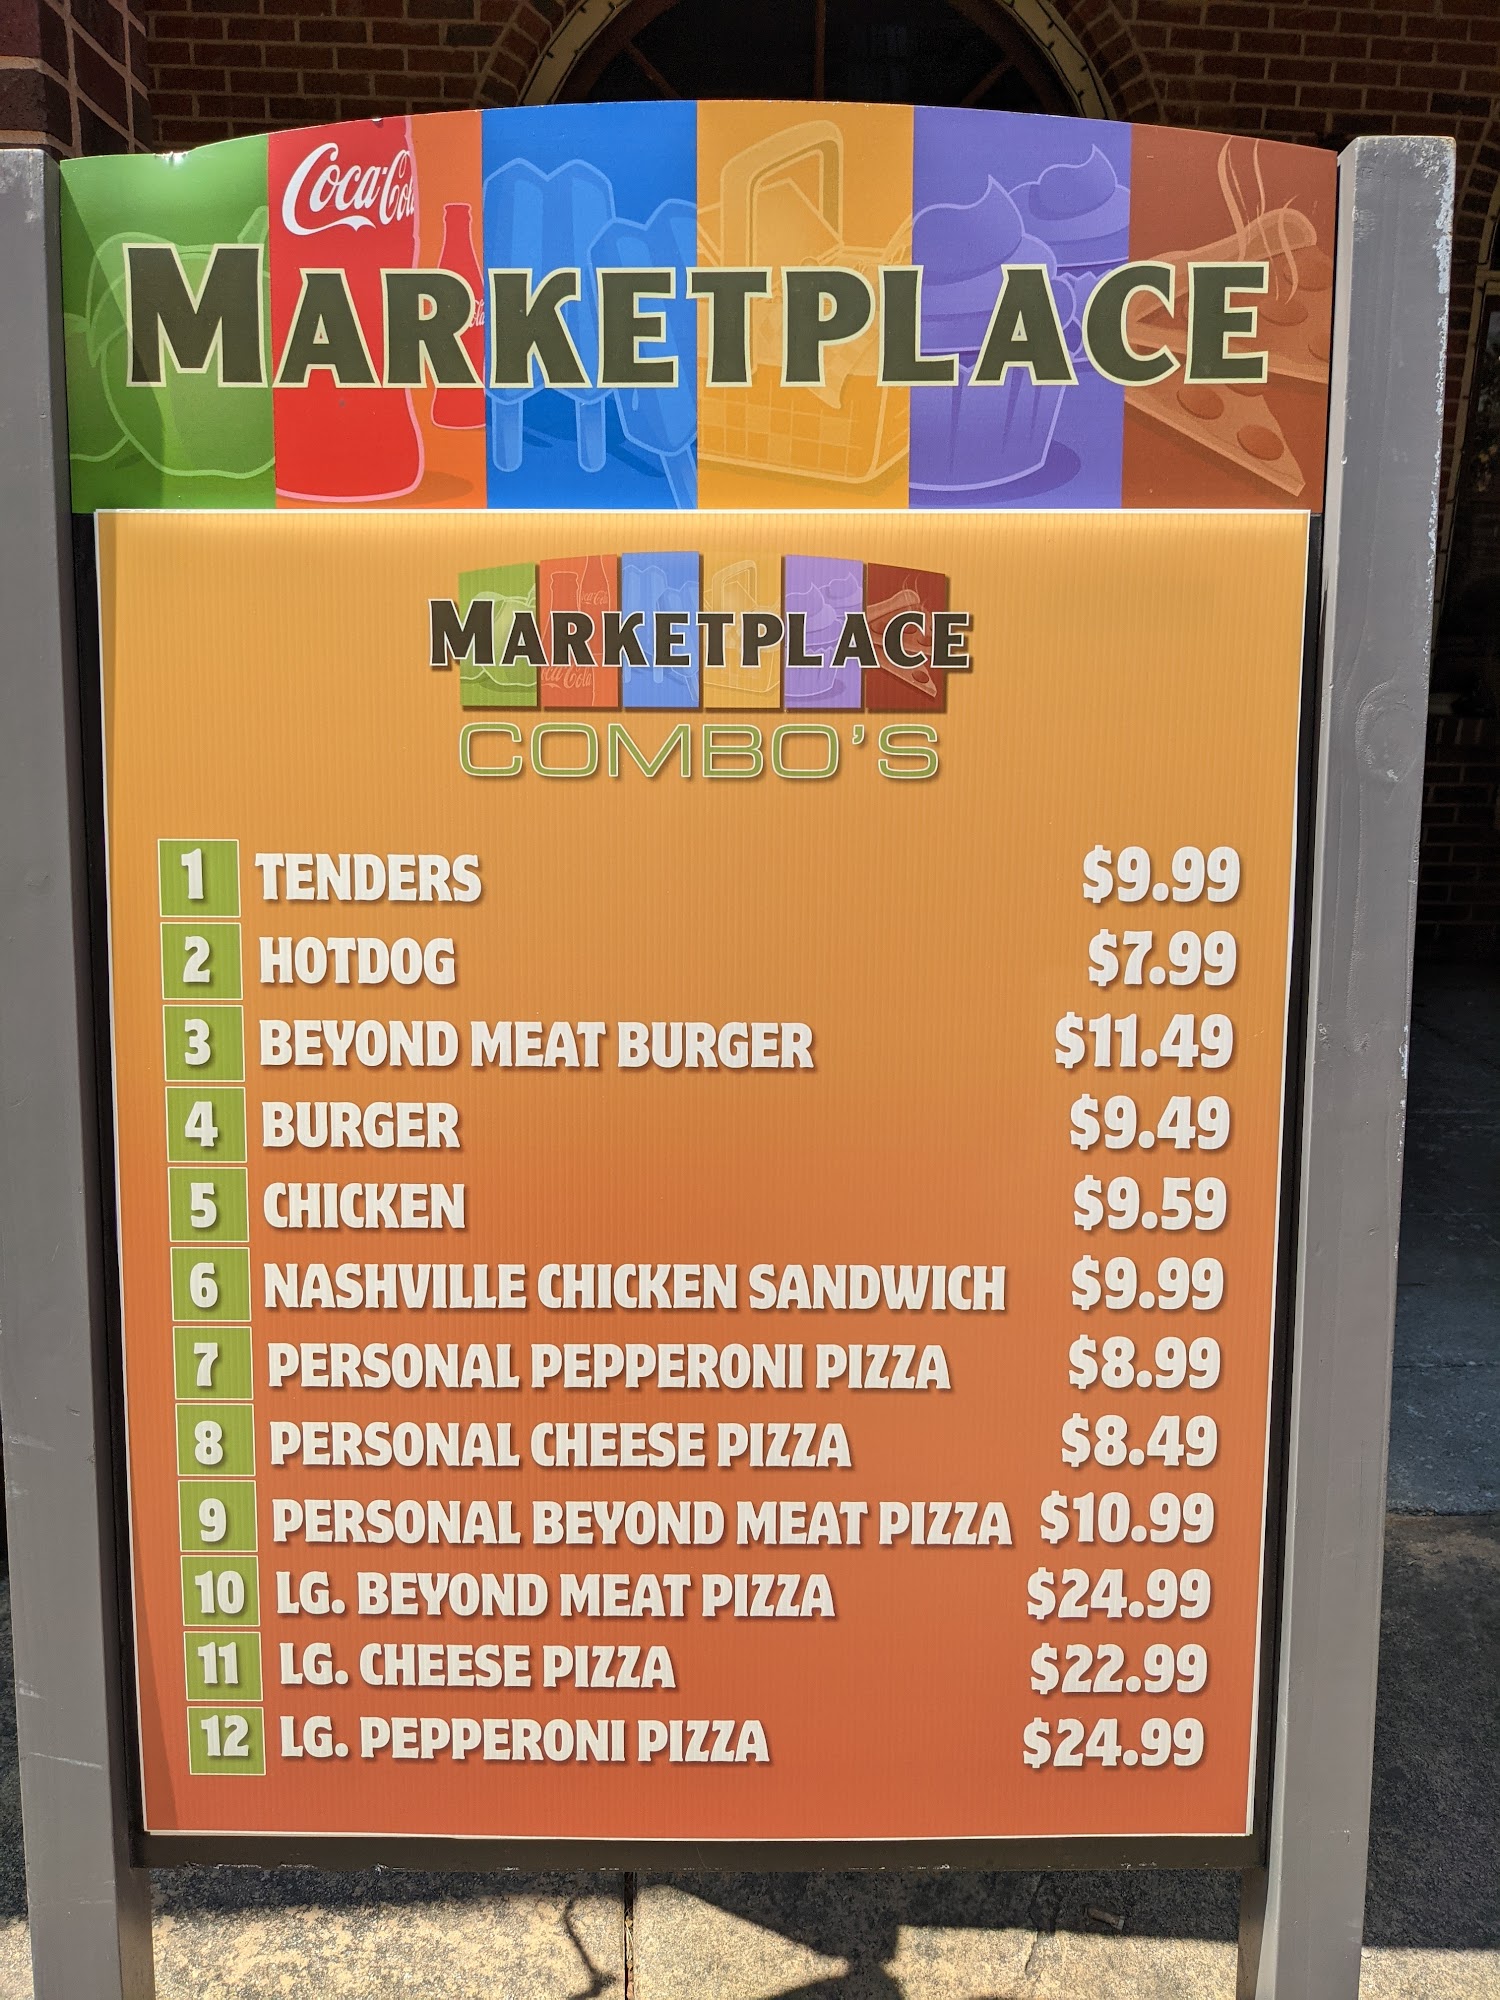 Coca-Cola
MARKETPLACE
MARKETPLACE
COMBO'S
1 TENDERS $9.99
2 HOTDOG $7.99
3 BEYOND MEAT BURGER $11.49
4 BURGER $9.49
5 CHICKEN $9.59
6 NASHVILLE CHICKEN SANDWICH $9.99
7 PERSONAL PEPPERONI PIZZA $8.99
8 PERSONAL CHEESE PIZZA $8.49
9 PERSONAL BEYOND MEAT PIZZA $10.99
10 LG. BEYOND MEAT PIZZA $24.99
11 LG. CHEESE PIZZA $22.99
12 LG. PEPPERONI PIZZA $24.99